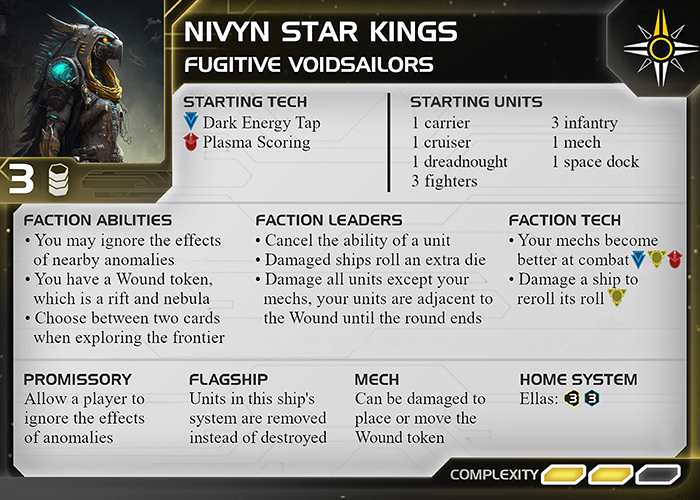 NIVYN STAR KINGS
FUGITIVE VOIDSAILORS
3
STARTING TECH
Dark Energy Tap
Plasma Scoring
STARTING UNITS
1 carrier
1 cruiser
1 dreadnought
3 fighters
3 infantry
1 mech
1 space dock
FACTION ABILITIES
• You may ignore the effects
of nearby anomalies
• You have a Wound token,
which is a rift and nebula
• Choose between two cards
when exploring the frontier
FACTION LEADERS
• Cancel the ability of a unit
• Damaged ships roll an extra die
• Damage all units except your
mechs, your units are adjacent to
the Wound until the round ends
FACTION TECH
• Your mechs become
better at combat
• Damage a ship to
reroll its roll
PROMISSORY
Allow a player to
ignore the effects
of anomalies
FLAGSHIP
Units in this ship's
system are removed
instead of destroyed
MECH
Can be damaged to
place or move the
Wound token
HOME SYSTEM
Ellas: 3 3
COMPLEXITY